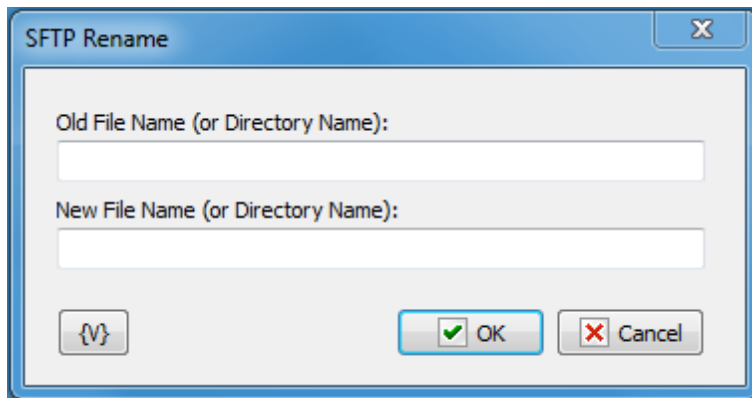 SFTP Rename
Old File Name (or Directory Name):
New File Name (or Directory Name):
{V} OK Cancel